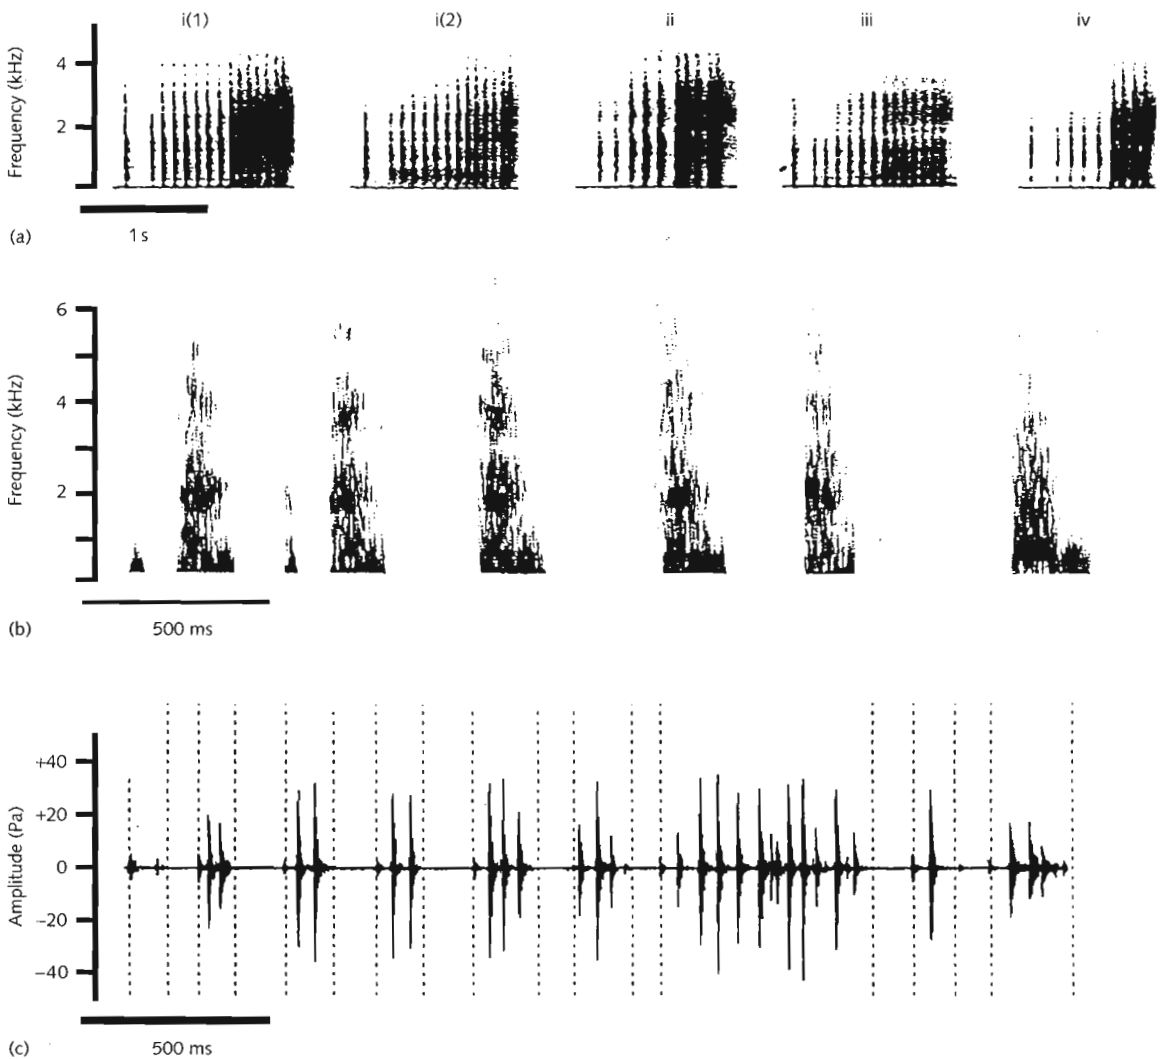 i(1) i(2) ii iii iv
Frequency (kHz)
4
2
1 s
(a)
Frequency (kHz)
6
4
2
500 ms
(b)
Amplitude (Pa)
+40
+20
0
−20
−40
500 ms
(c)